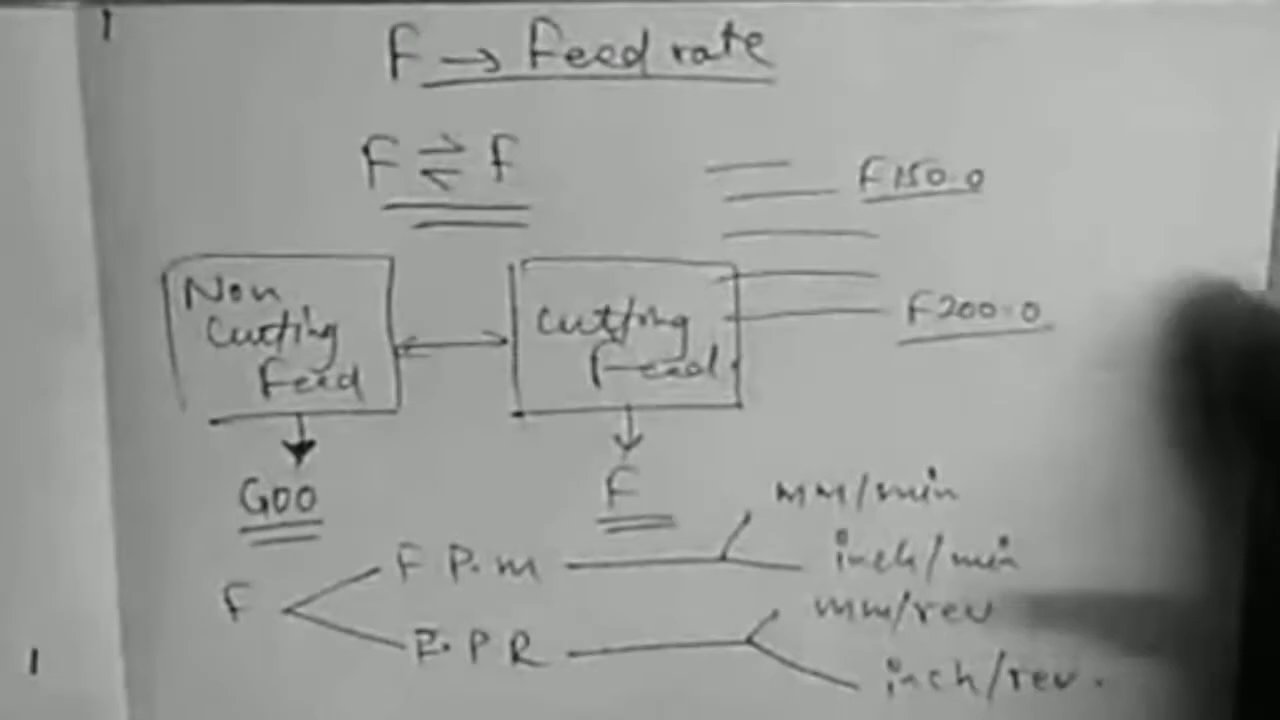 F → Feed rate
F ⇌ F
F150.0
F200.0
Non
Cutting
Feed
Cutting
Feed.
G00
F
F
F P.m
mm/min
inch/min
F.P R
mm/rev
inch/rev.